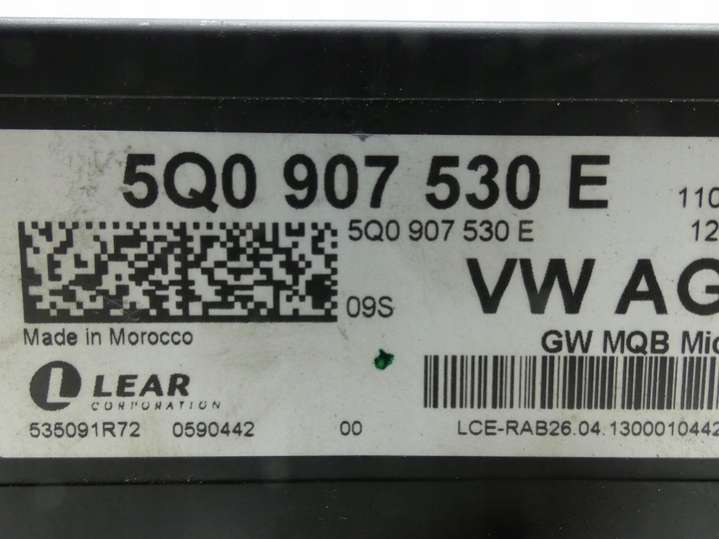 5Q0 907 530 E
110
5Q0 907 530 E
12
09S
VW AG
Made in Morocco
GW MQB Mid
LEAR
CORPORATION
535091R72 0590442 00
LCE-RAB26.04.1300010442